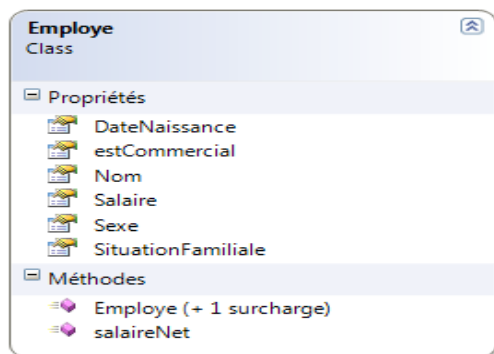 Employe
Class
Propriétés
DateNaissance
estCommercial
Nom
Salaire
Sexe
SituationFamiliale
Méthodes
Employe (+ 1 surcharge)
salaireNet